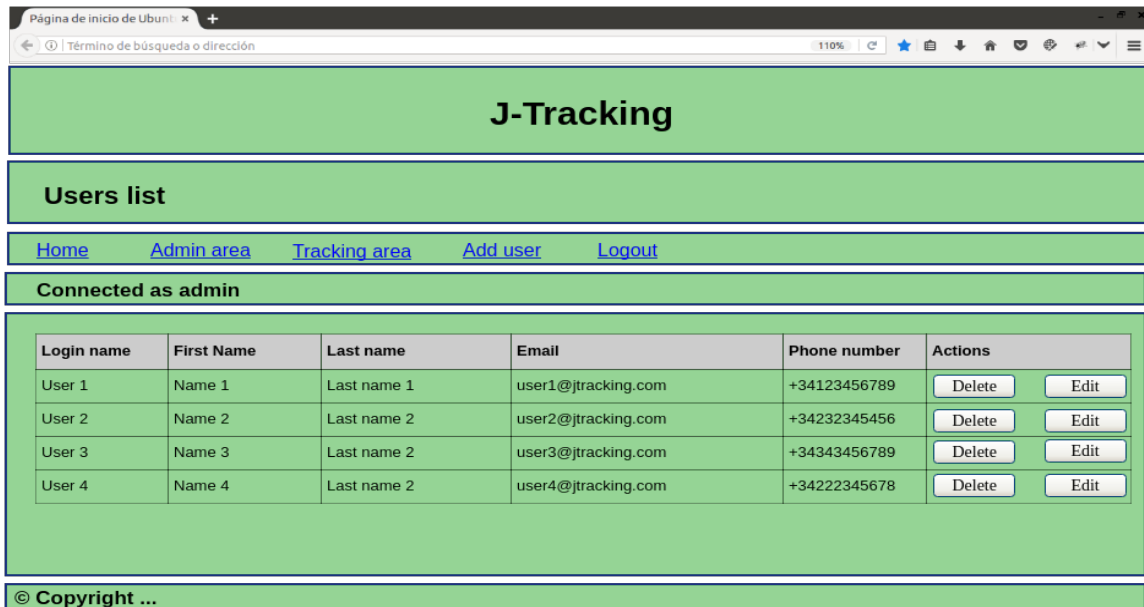 Página de inicio de Ubunt
Término de búsqueda o dirección 110%
J-Tracking
Users list
Home Admin area Tracking area Add user Logout
Connected as admin
Login name First Name Last name Email Phone number Actions
User 1 Name 1 Last name 1 user1@jtracking.com +34123456789 Delete Edit
User 2 Name 2 Last name 2 user2@jtracking.com +34232345456 Delete Edit
User 3 Name 3 Last name 2 user3@jtracking.com +34343456789 Delete Edit
User 4 Name 4 Last name 2 user4@jtracking.com +34222345678 Delete Edit
© Copyright ...